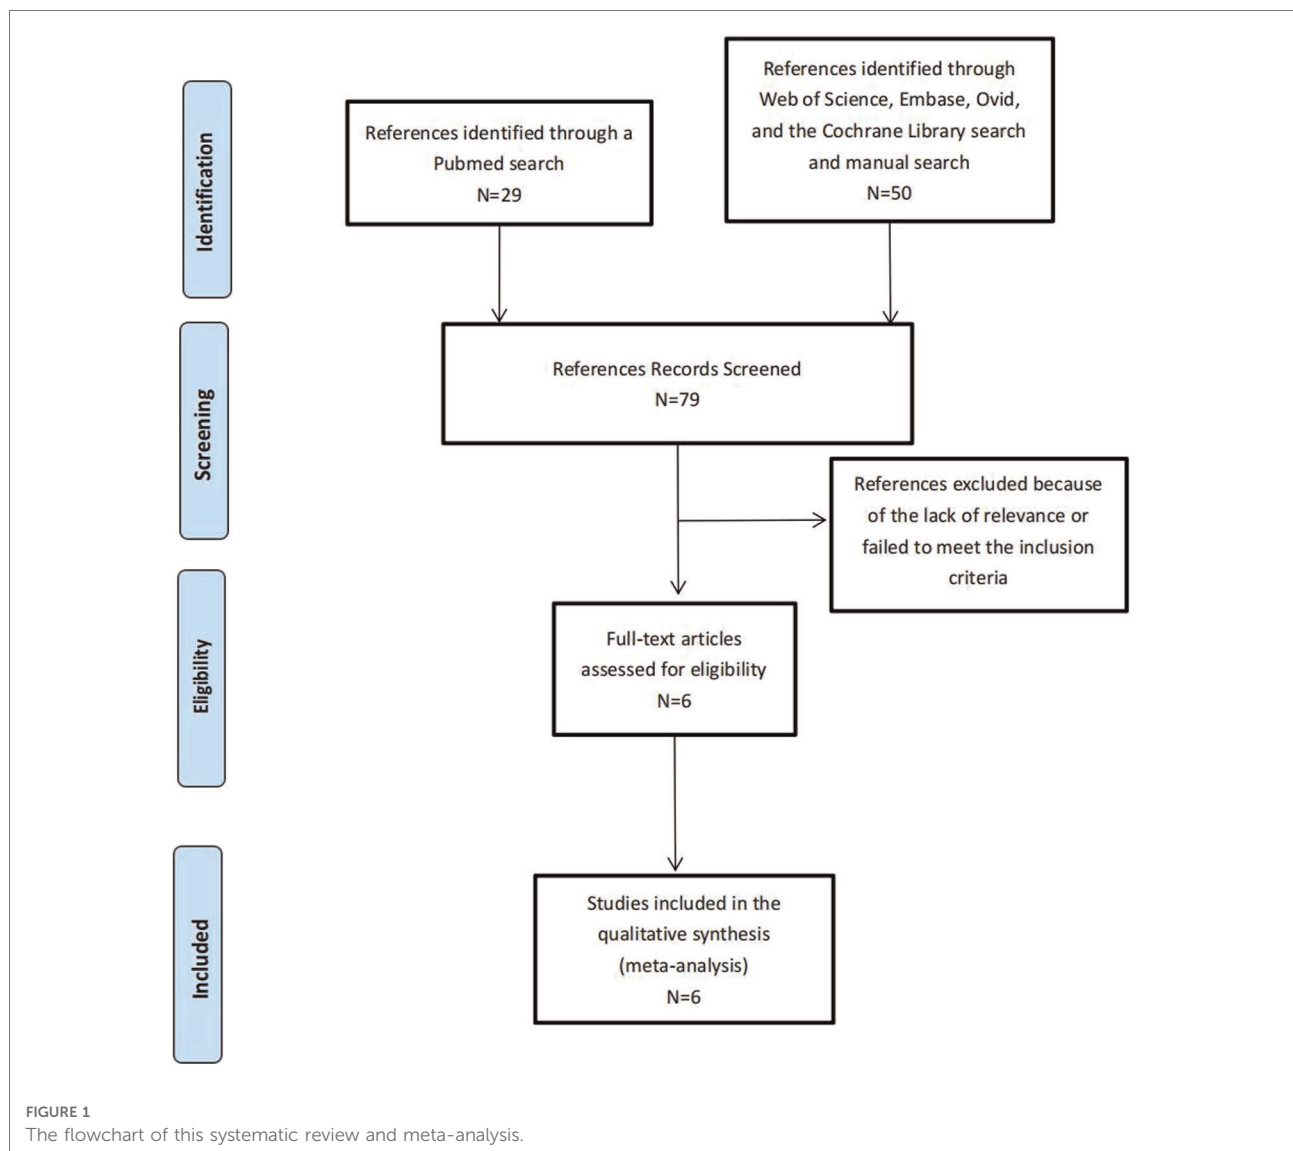 Identification
References identified through a
Pubmed search
N=29
References identified through
Web of Science, Embase, Ovid,
and the Cochrane Library search
and manual search
N=50
Screening
References Records Screened
N=79
References excluded because
of the lack of relevance or
failed to meet the inclusion
criteria
Eligibility
Full-text articles
assessed for eligibility
N=6
Included
Studies included in the
qualitative synthesis
(meta-analysis)
N=6
FIGURE 1
The flowchart of this systematic review and meta-analysis.